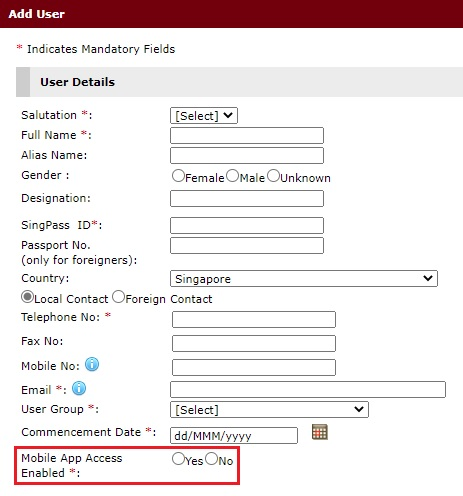 Add User
* Indicates Mandatory Fields
User Details
Salutation *: [Select]
Full Name *:
Alias Name:
Gender : Female Male Unknown
Designation:
SingPass ID*:
Passport No.
(only for foreigners):
Country: Singapore
Local Contact Foreign Contact
Telephone No: *
Fax No:
Mobile No: i
Email *: i
User Group *: [Select]
Commencement Date *: dd/MMM/yyyy
Mobile App Access Yes No
Enabled *: